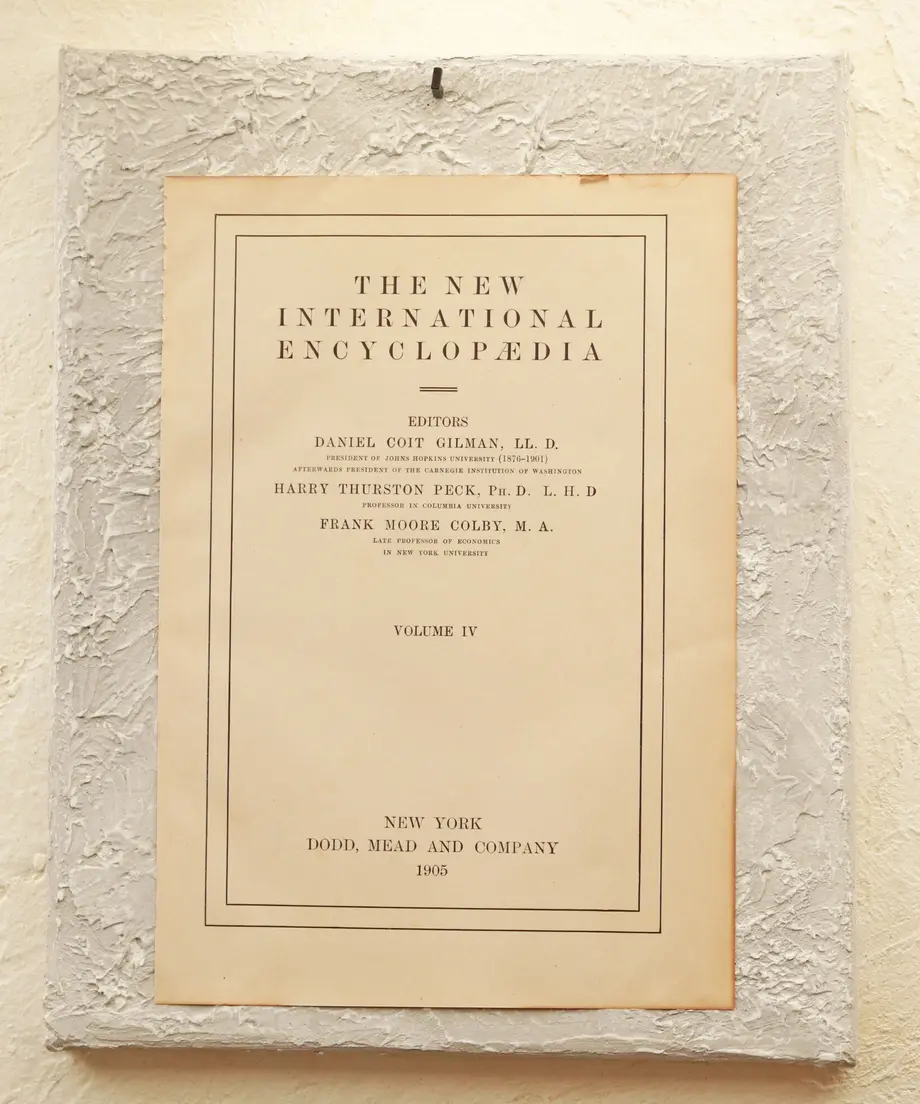 THE NEW
INTERNATIONAL
ENCYCLOPÆDIA
EDITORS
DANIEL COIT GILMAN, LL. D.
PRESIDENT OF JOHNS HOPKINS UNIVERSITY (1876–1901)
AFTERWARDS PRESIDENT OF THE CARNEGIE INSTITUTION OF WASHINGTON
HARRY THURSTON PECK, PH. D. L. H. D
PROFESSOR IN COLUMBIA UNIVERSITY
FRANK MOORE COLBY, M. A.
LATE PROFESSOR OF ECONOMICS
IN NEW YORK UNIVERSITY
VOLUME IV
NEW YORK
DODD, MEAD AND COMPANY
1905